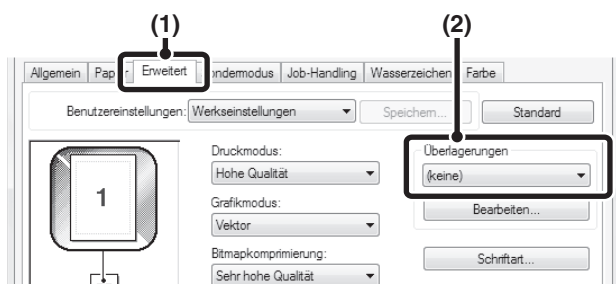 (1) (2)
Allgemein Erweitert Job-Handling Wasserzeichen Farbe
Benutzereinstellungen: Werkseinstellungen Speichern... Standard
Druckmodus: Überlagerungen
Hohe Qualität (keine)
Grafikmodus: Bearbeiten...
Vektor
Bitmapkomprimierung: Schriftart...
Sehr hohe Qualität
1